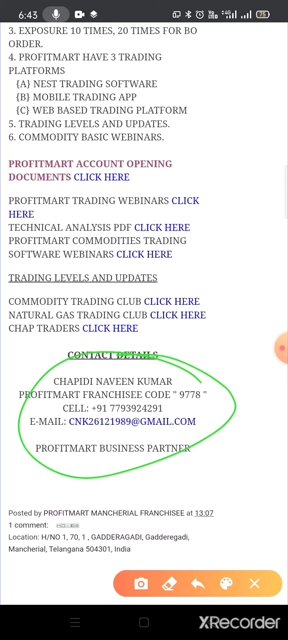 6:43
3. EXPOSURE 10 TIMES, 20 TIMES FOR BO
ORDER.
4. PROFITMART HAVE 3 TRADING
PLATFORMS
{A} NEST TRADING SOFTWARE
{B} MOBILE TRADING APP
{C} WEB BASED TRADING PLATFORM
5. TRADING LEVELS AND UPDATES.
6. COMMODITY BASIC WEBINARS.
PROFITMART ACCOUNT OPENING
DOCUMENTS CLICK HERE
PROFITMART TRADING WEBINARS CLICK
HERE
TECHNICAL ANALYSIS PDF CLICK HERE
PROFITMART COMMODITIES TRADING
SOFTWARE WEBINARS CLICK HERE
TRADING LEVELS AND UPDATES
COMMODITY TRADING CLUB CLICK HERE
NATURAL GAS TRADING CLUB CLICK HERE
CHAP TRADERS CLICK HERE
CONTACT DETAILS
CHAPIDI NAVEEN KUMAR
PROFITMART FRANCHISEE CODE " 9778 "
CELL: +91 7793924291
E-MAIL: CNK26121989@GMAIL.COM
PROFITMART BUSINESS PARTNER
Posted by PROFITMART MANCHERIAL FRANCHISEE at 13:07
1 comment:
Location: H/NO 1, 70, 1 , GADDERAGADI, Gadderegadi,
Mancherial, Telangana 504301, India
XRecorder